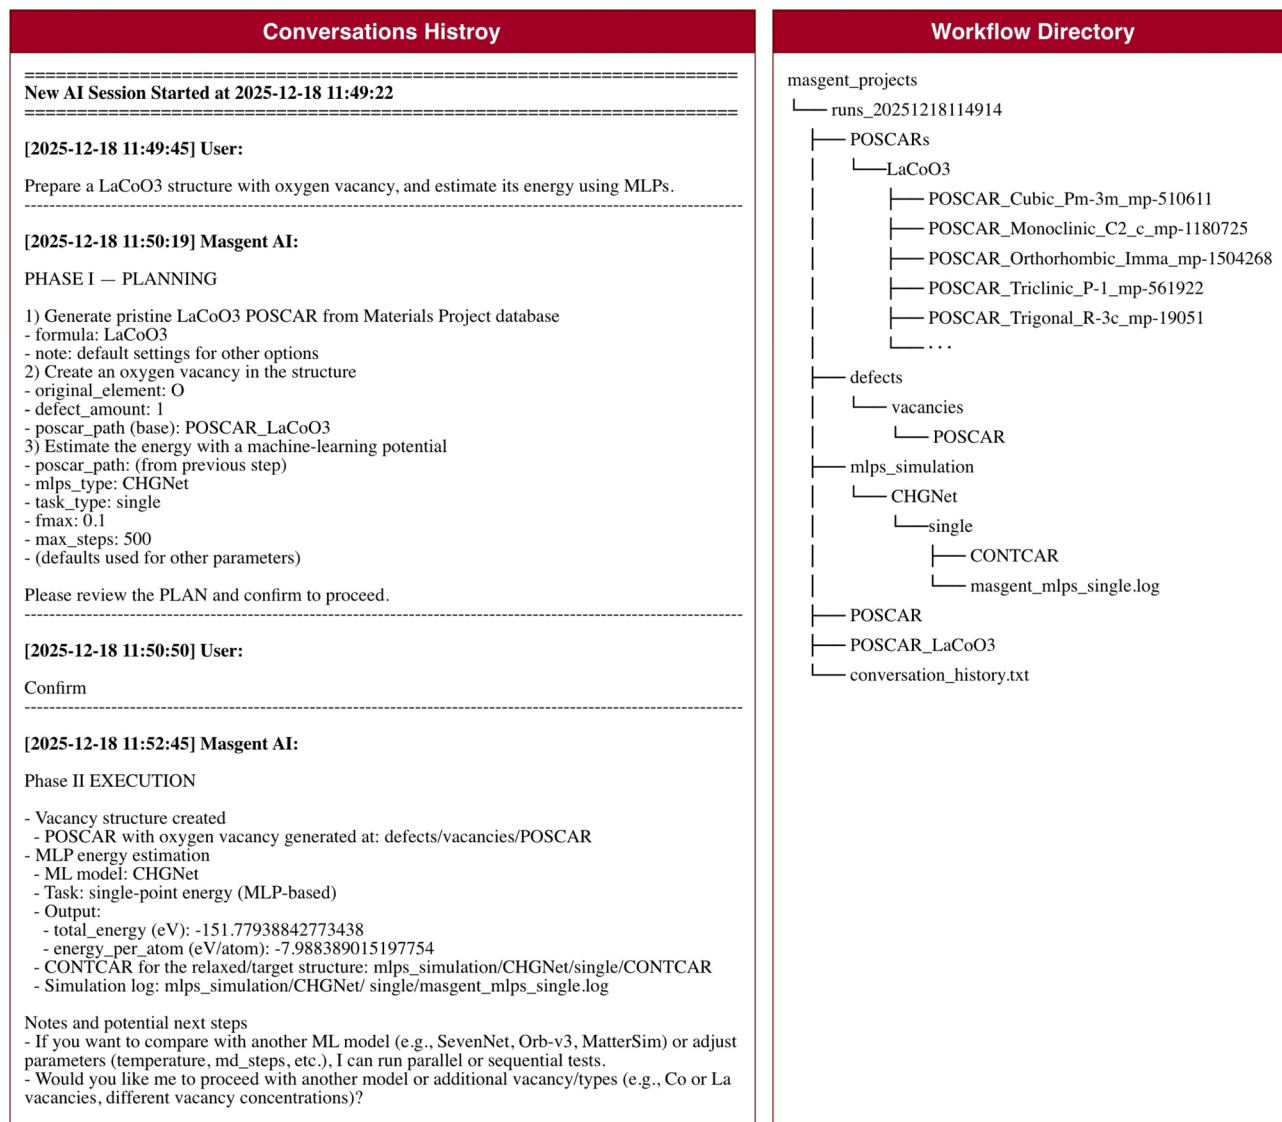 Conversations Histroy
====================================================================
New AI Session Started at 2025-12-18 11:49:22
====================================================================
[2025-12-18 11:49:45] User:
Prepare a LaCoO3 structure with oxygen vacancy, and estimate its energy using MLPs.
--------------------------------------------------------------------------------
[2025-12-18 11:50:19] Masgent AI:
PHASE I — PLANNING
1) Generate pristine LaCoO3 POSCAR from Materials Project database
- formula: LaCoO3
- note: default settings for other options
2) Create an oxygen vacancy in the structure
- original_element: O
- defect_amount: 1
- poscar_path (base): POSCAR_LaCoO3
3) Estimate the energy with a machine-learning potential
- poscar_path: (from previous step)
- mlps_type: CHGNet
- task_type: single
- fmax: 0.1
- max_steps: 500
- (defaults used for other parameters)
Please review the PLAN and confirm to proceed.
--------------------------------------------------------------------------------
[2025-12-18 11:50:50] User:
Confirm
--------------------------------------------------------------------------------
[2025-12-18 11:52:45] Masgent AI:
Phase II EXECUTION
- Vacancy structure created
- POSCAR with oxygen vacancy generated at: defects/vacancies/POSCAR
- MLP energy estimation
- ML model: CHGNet
- Task: single-point energy (MLP-based)
- Output:
- total_energy (eV): -151.77938842773438
- energy_per_atom (eV/atom): -7.988389015197754
- CONTCAR for the relaxed/target structure: mlps_simulation/CHGNet/single/CONTCAR
- Simulation log: mlps_simulation/CHGNet/ single/masgent_mlps_single.log
Notes and potential next steps
- If you want to compare with another ML model (e.g., SevenNet, Orb-v3, MatterSim) or adjust
parameters (temperature, md_steps, etc.), I can run parallel or sequential tests.
- Would you like me to proceed with another model or additional vacancy/types (e.g., Co or La
vacancies, different vacancy concentrations)?
Workflow Directory
masgent_projects
runs_20251218114914
POSCARs
LaCoO3
POSCAR_Cubic_Pm-3m_mp-510611
POSCAR_Monoclinic_C2_c_mp-1180725
POSCAR_Orthorhombic_Imma_mp-1504268
POSCAR_Triclinic_P-1_mp-561922
POSCAR_Trigonal_R-3c_mp-19051
···
defects
vacancies
POSCAR
mlps_simulation
CHGNet
single
CONTCAR
masgent_mlps_single.log
POSCAR
POSCAR_LaCoO3
conversation_history.txt